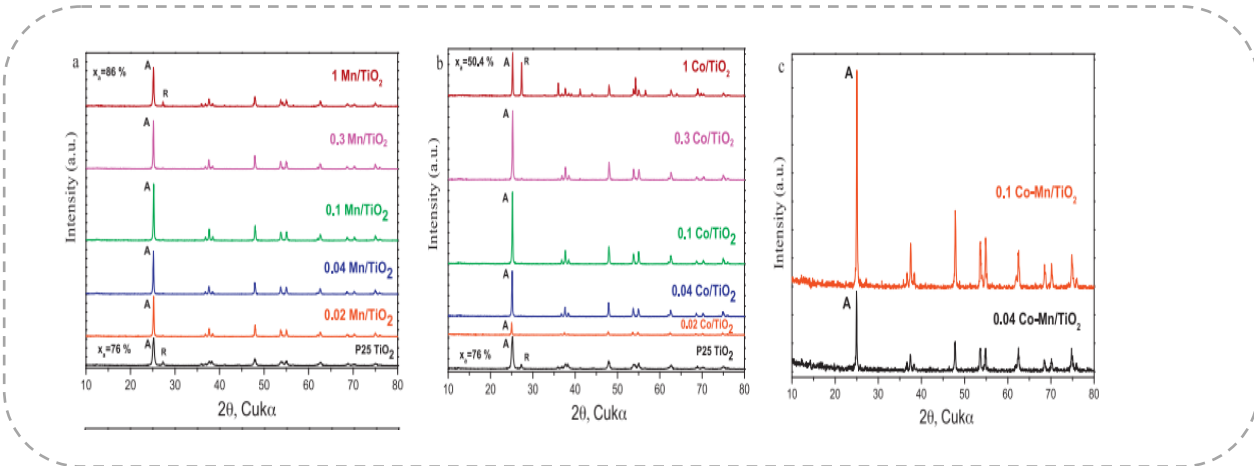 a
x_a=86 %
A
R
1 Mn/TiO₂
A
0.3 Mn/TiO₂
A
0.1 Mn/TiO₂
A
0.04 Mn/TiO₂
A
0.02 Mn/TiO₂
x_a=76 %
A
R
P25 TiO₂
Intensity (a.u.)
10 20 30 40 50 60 70 80
2θ, Cukα
b
x_a=50.4 %
A
R
1 Co/TiO₂
A
0.3 Co/TiO₂
A
0.1 Co/TiO₂
A
0.04 Co/TiO₂
A
0.02 Co/TiO₂
x_a=76 %
A
R
P25 TiO₂
Intensity (a.u.)
10 20 30 40 50 60 70 80
2θ, Cukα
c
A
0.1 Co-Mn/TiO₂
A
0.04 Co-Mn/TiO₂
Intensity (a.u.)
10 20 30 40 50 60 70 80
2θ, Cukα